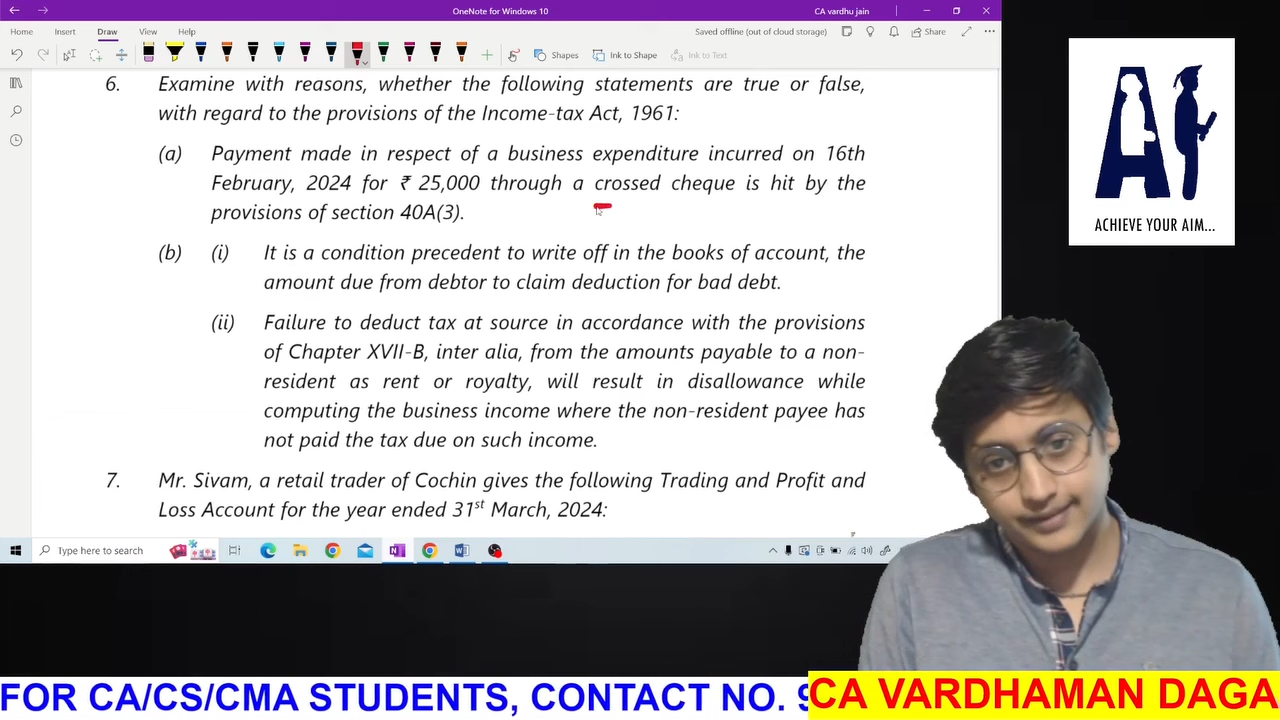 OneNote for Windows 10
CA vardhu jain
Home Insert Draw View Help
Saved offline (out of cloud storage)
Share
Shapes
Ink to Shape
Ink to Text
6. Examine with reasons, whether the following statements are true or false,
with regard to the provisions of the Income-tax Act, 1961:
(a) Payment made in respect of a business expenditure incurred on 16th
February, 2024 for ₹ 25,000 through a crossed cheque is hit by the
provisions of section 40A(3).
(b) (i) It is a condition precedent to write off in the books of account, the
amount due from debtor to claim deduction for bad debt.
(ii) Failure to deduct tax at source in accordance with the provisions
of Chapter XVII-B, inter alia, from the amounts payable to a non-
resident as rent or royalty, will result in disallowance while
computing the business income where the non-resident payee has
not paid the tax due on such income.
7. Mr. Sivam, a retail trader of Cochin gives the following Trading and Profit and
Loss Account for the year ended 31st March, 2024:
Type here to search
AI
ACHIEVE YOUR AIM...
FOR CA/CS/CMA STUDENTS, CONTACT NO. 9
CA VARDHAMAN DAGA